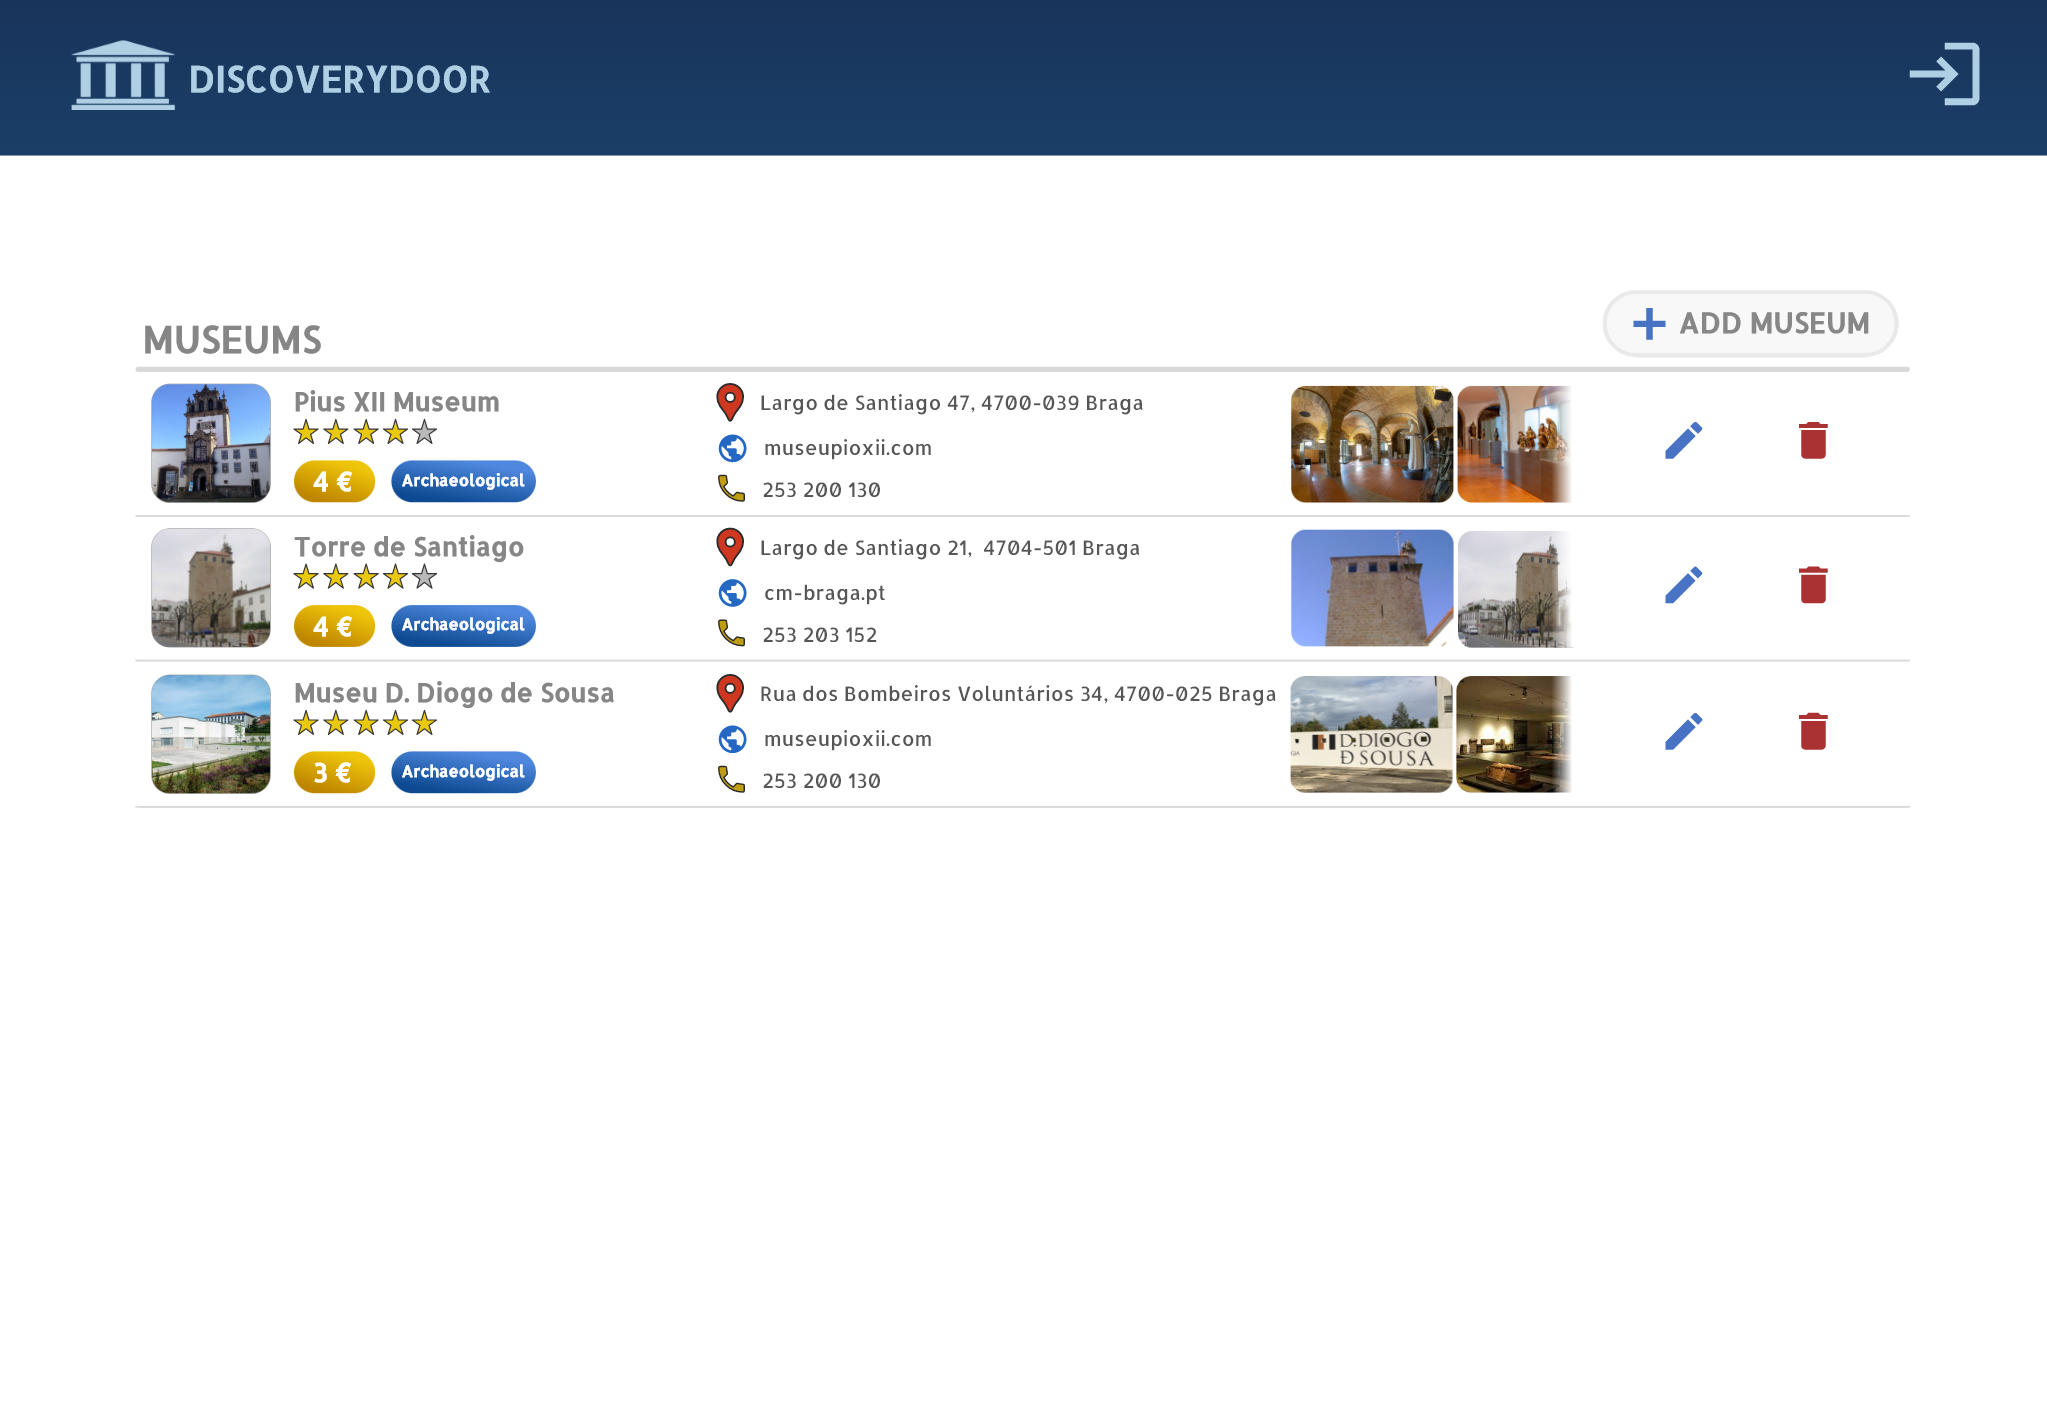 DISCOVERYDOOR
MUSEUMS
ADD MUSEUM
Pius XII Museum
4 €
Archaeological
Largo de Santiago 47, 4700-039 Braga
museupioxii.com
253 200 130
Torre de Santiago
4 €
Archaeological
Largo de Santiago 21, 4704-501 Braga
cm-braga.pt
253 203 152
Museu D. Diogo de Sousa
3 €
Archaeological
Rua dos Bombeiros Voluntários 34, 4700-025 Braga
museupioxii.com
253 200 130
D. DIOGO
D SOUSA